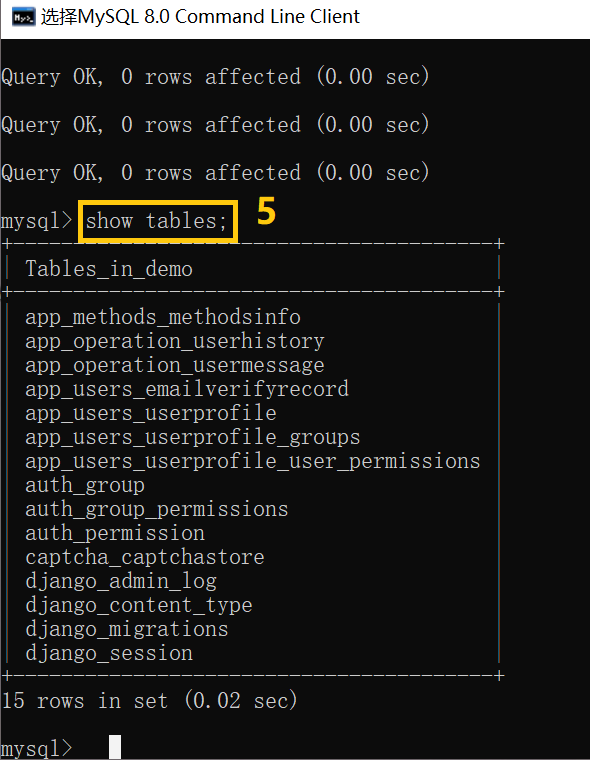 选择MySQL 8.0 Command Line Client
Query OK, 0 rows affected (0.00 sec)
Query OK, 0 rows affected (0.00 sec)
Query OK, 0 rows affected (0.00 sec)
mysql> show tables; 5
Tables_in_demo
app_methods_methodsinfo
app_operation_userhistory
app_operation_usermessage
app_users_emailverifyrecord
app_users_userprofile
app_users_userprofile_groups
app_users_userprofile_user_permissions
auth_group
auth_group_permissions
auth_permission
captcha_captchastore
django_admin_log
django_content_type
django_migrations
django_session
15 rows in set (0.02 sec)
mysql>